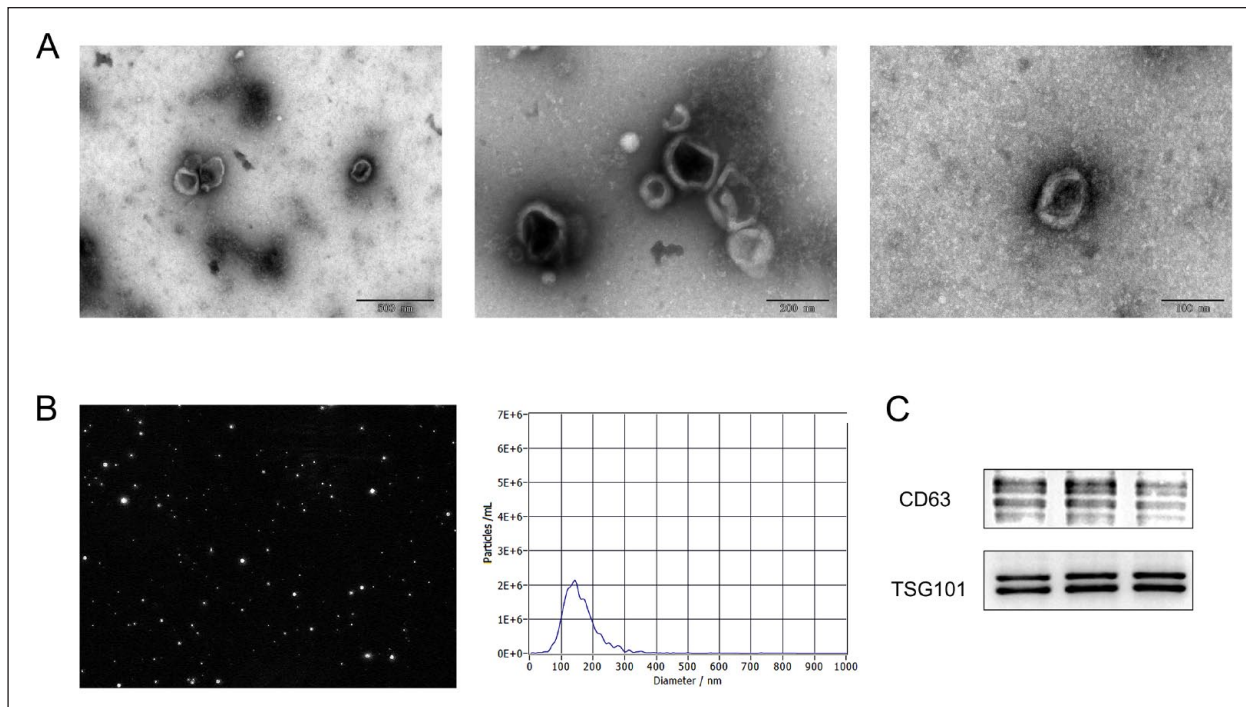 A
500 nm
200 nm
100 nm
B
7E+6
6E+6
5E+6
4E+6
3E+6
2E+6
1E+6
0E+0
Particles /mL
0 100 200 300 400 500 600 700 800 900 1000
Diameter / nm
C
CD63
TSG101